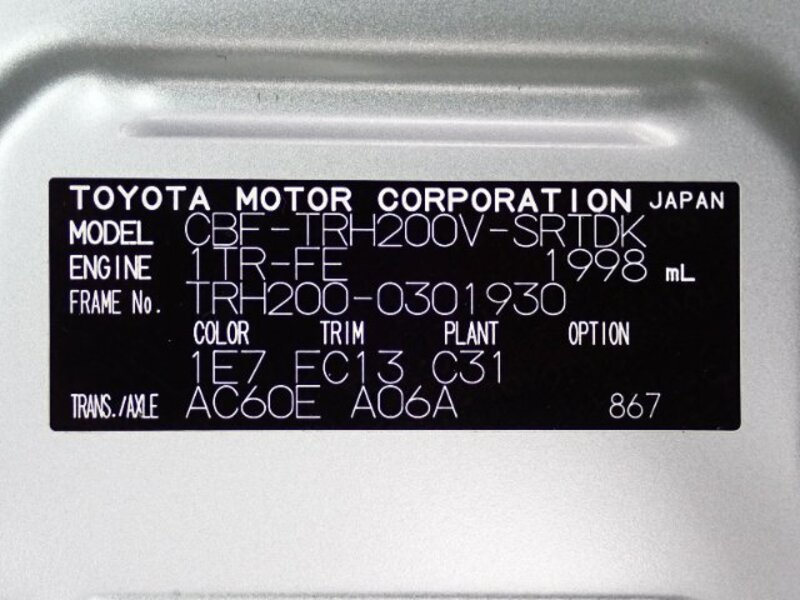 TOYOTA MOTOR CORPORATION JAPAN
MODEL CBF-TRH200V-SRTDK
ENGINE 1TR-FE 1998 mL
FRAME No. TRH200-0301930
COLOR TRIM PLANT OPTION
1E7 FC13 C31
TRANS./AXLE AC60E A06A 867